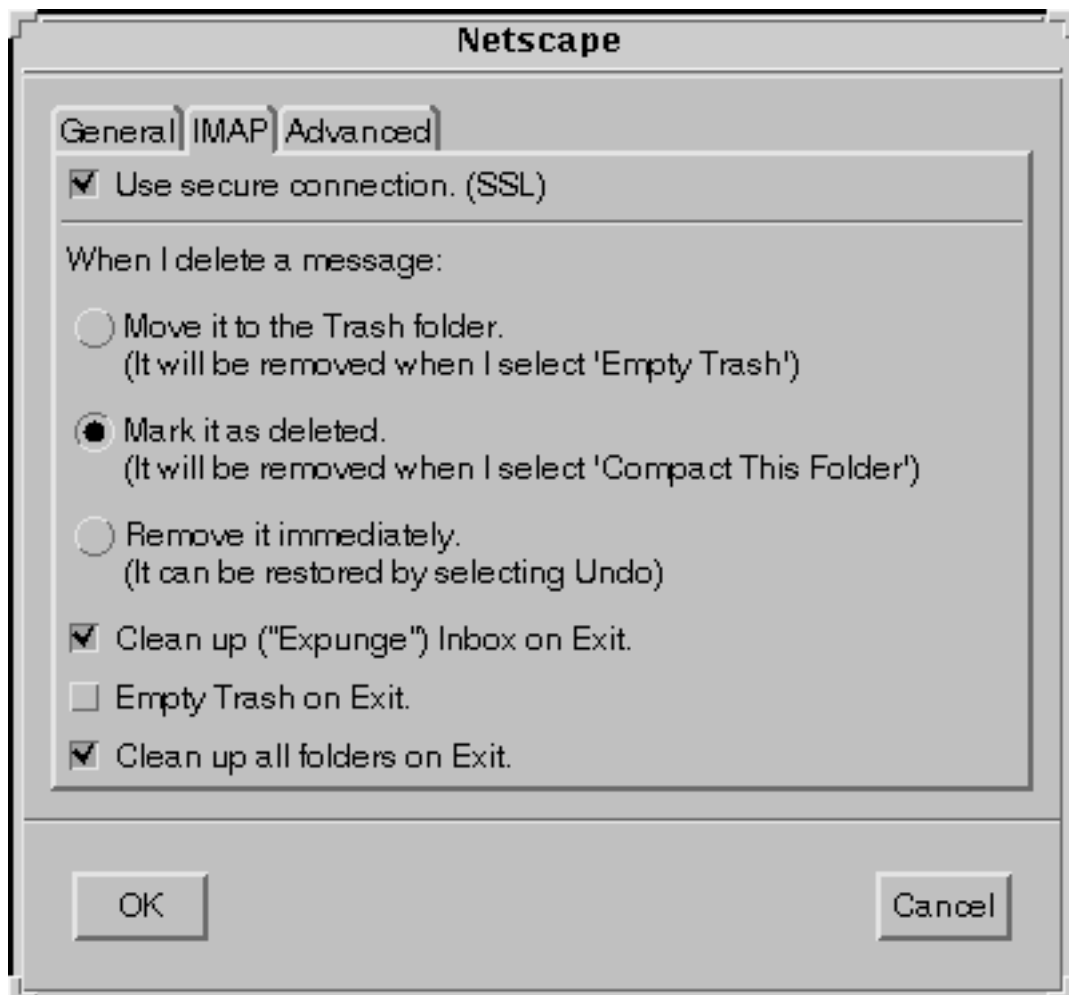 Netscape
General IMAP Advanced
Use secure connection. (SSL)
When I delete a message:
Move it to the Trash folder.
(It will be removed when I select 'Empty Trash')
Mark it as deleted.
(It will be removed when I select 'Compact This Folder')
Remove it immediately.
(It can be restored by selecting Undo)
Clean up ("Expunge") Inbox on Exit.
Empty Trash on Exit.
Clean up all folders on Exit.
OK Cancel